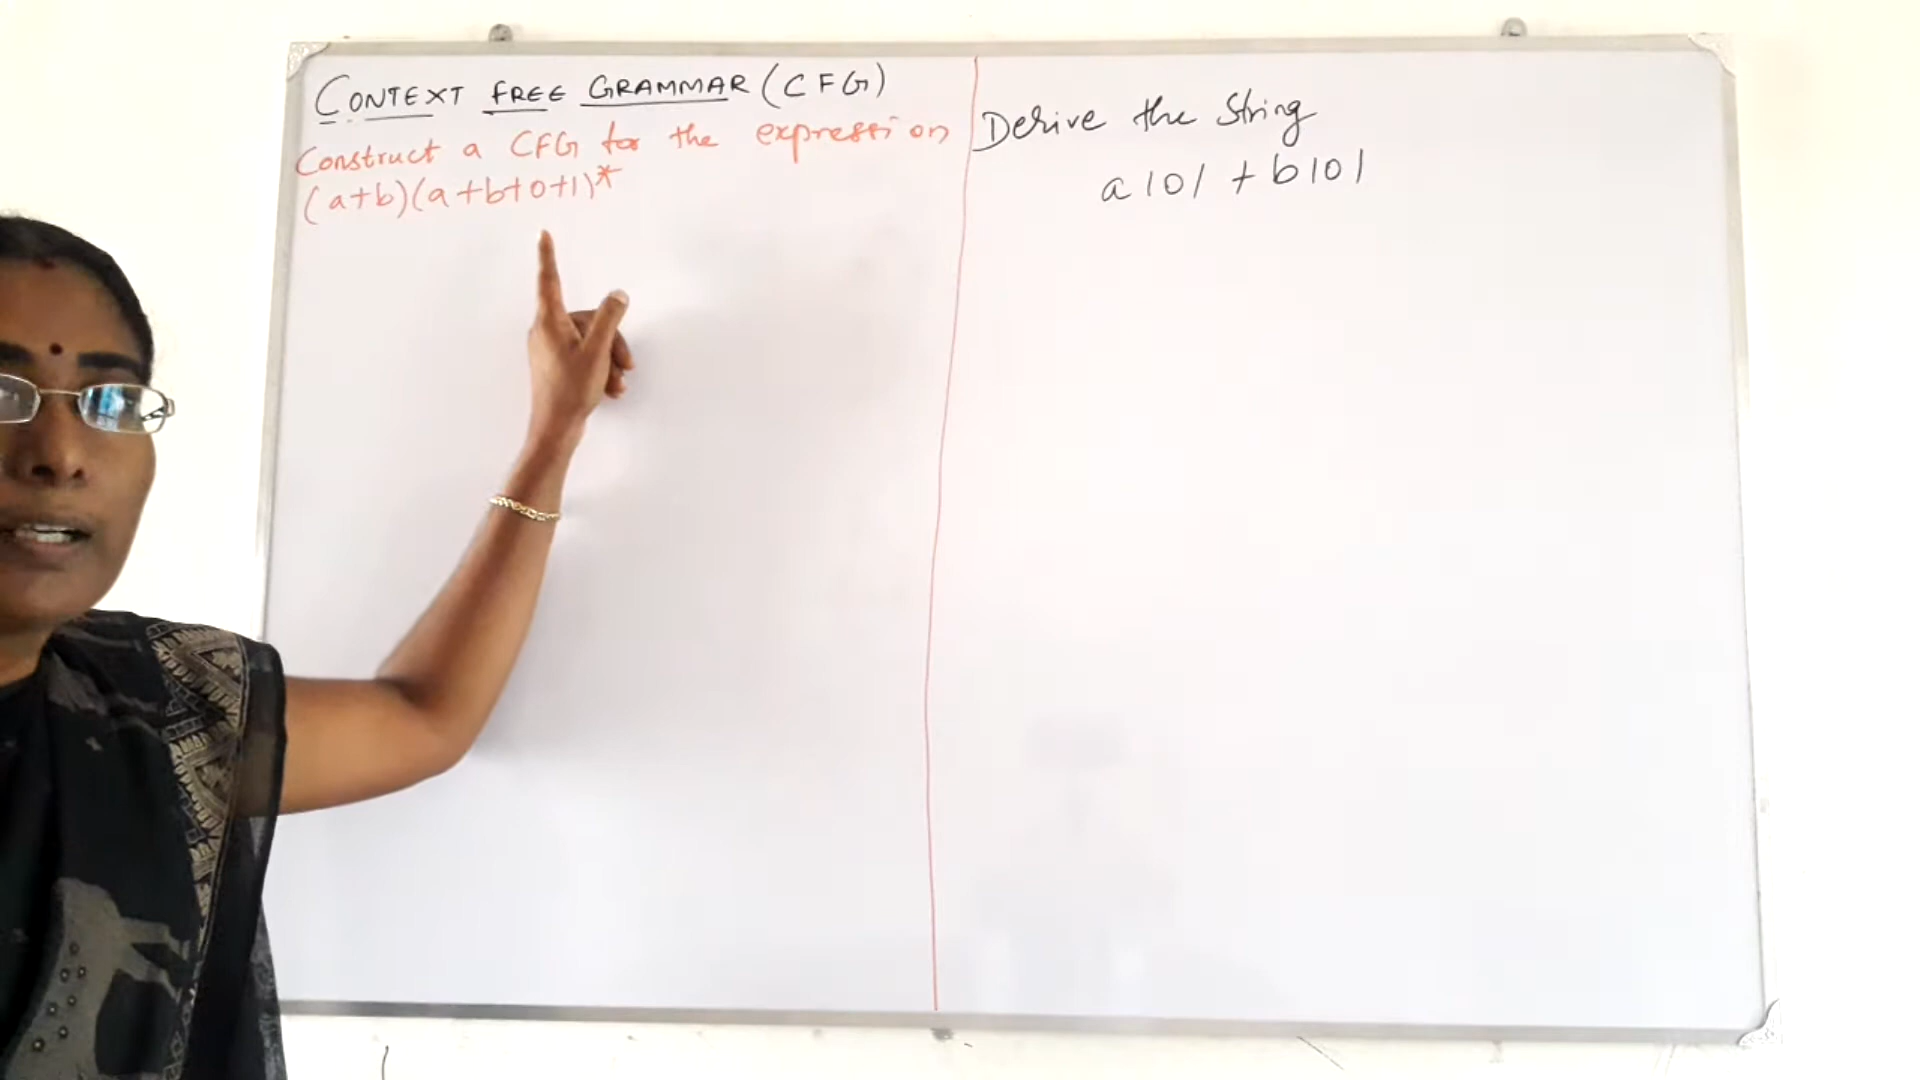 CONTEXT FREE GRAMMAR (CFG)
Construct a CFG for the expression
(a+b)(a+b+0+1)*
Derive the String
a101 + b101